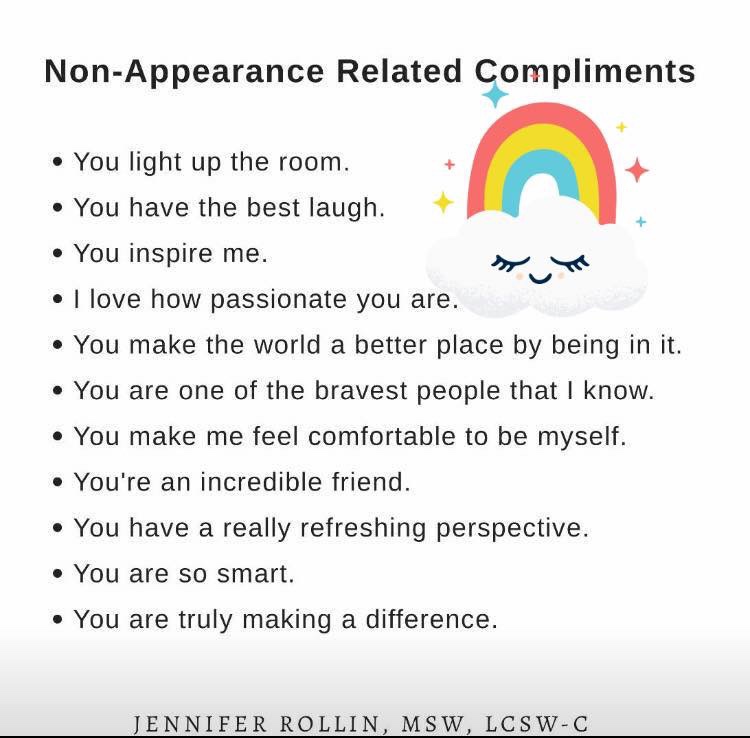 Non-Appearance Related Compliments
• You light up the room.
• You have the best laugh.
• You inspire me.
• I love how passionate you are.
• You make the world a better place by being in it.
• You are one of the bravest people that I know.
• You make me feel comfortable to be myself.
• You're an incredible friend.
• You have a really refreshing perspective.
• You are so smart.
• You are truly making a difference.
JENNIFER ROLLIN, MSW, LCSW-C